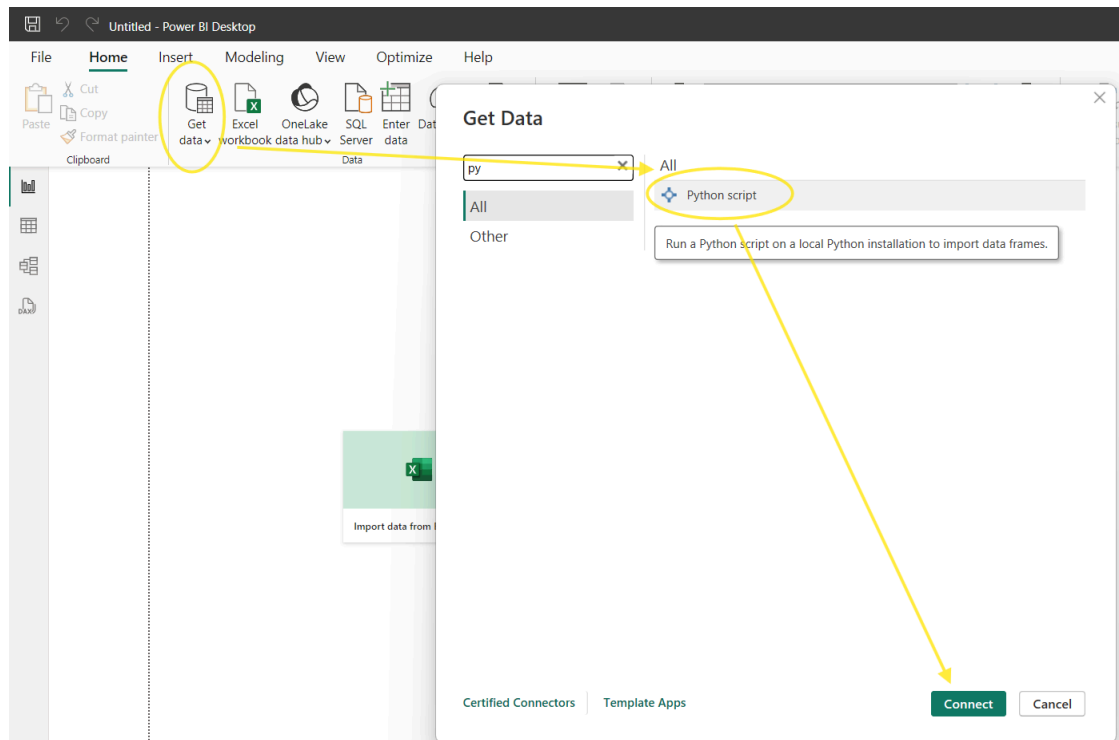 Untitled - Power BI Desktop
File Home Insert Modeling View Optimize Help
Paste
Cut
Copy
Format painter
Clipboard
Get data
Excel workbook
OneLake data hub
SQL Server
Enter data
Dat
Data
DAX
Import data from
Get Data
py
All
Other
All
Python script
Run a Python script on a local Python installation to import data frames.
Certified Connectors
Template Apps
Connect
Cancel